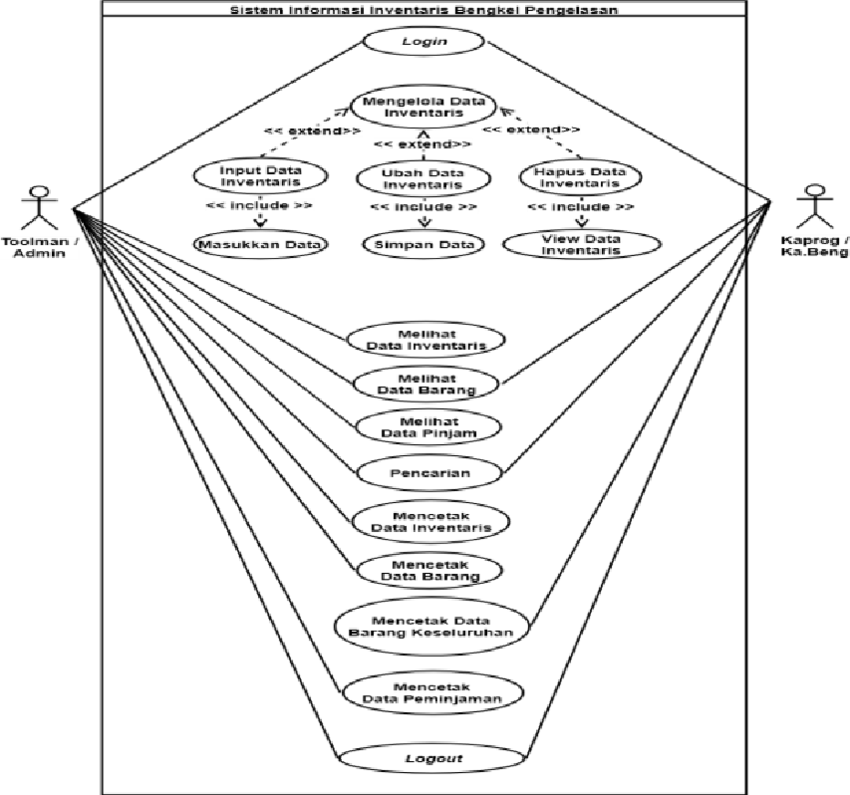 Sistem Informasi Inventaris Bengkel Pengelasan
Login
Mengelola Data
Inventaris
<< extend>>
<< extend>>
<< extend>>
Input Data
Inventaris
Ubah Data
Inventaris
Hapus Data
Inventaris
<< include >>
<< include >>
<< include >>
Masukkan Data
Simpan Data
View Data
Inventaris
Toolman /
Admin
Kaprog /
Ka.Beng
Melihat
Data Inventaris
Melihat
Data Barang
Melihat
Data Pinjam
Pencarian
Mencetak
Data Inventaris
Mencetak
Data Barang
Mencetak Data
Barang Keseluruhan
Mencetak
Data Peminjaman
Logout